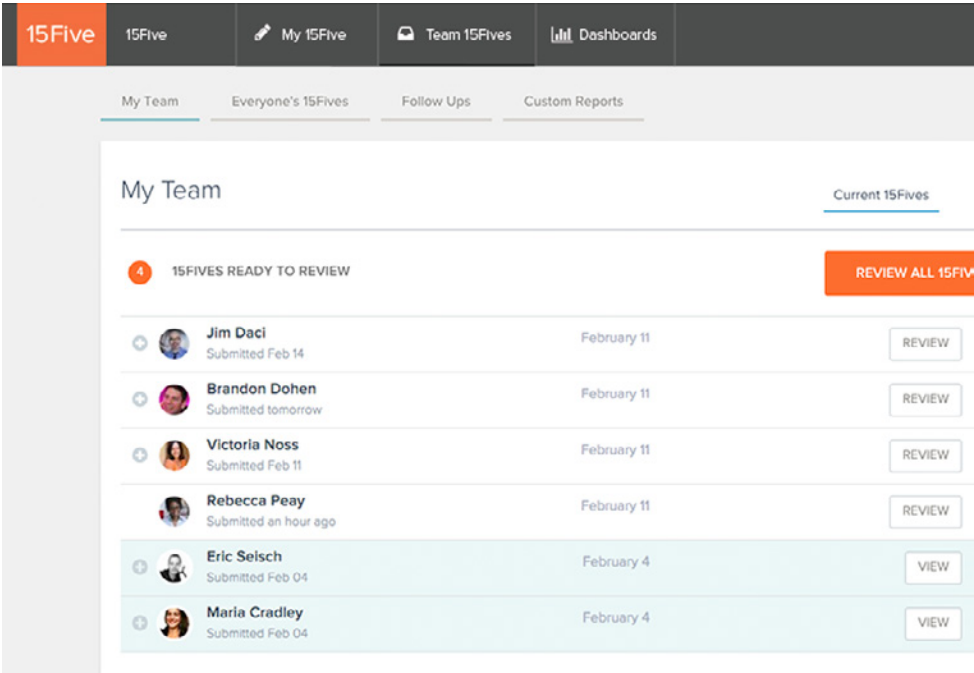 15Five 15Five My 15Five Team 15Fives Dashboards
My Team Everyone's 15Fives Follow Ups Custom Reports
My Team
Current 15Fives
4 15FIVES READY TO REVIEW
REVIEW ALL 15FIV
Jim Daci
Submitted Feb 14
February 11
REVIEW
Brandon Dohen
Submitted tomorrow
February 11
REVIEW
Victoria Noss
Submitted Feb 11
February 11
REVIEW
Rebecca Peay
Submitted an hour ago
February 11
REVIEW
Eric Seisch
Submitted Feb 04
February 4
VIEW
Maria Cradley
Submitted Feb 04
February 4
VIEW